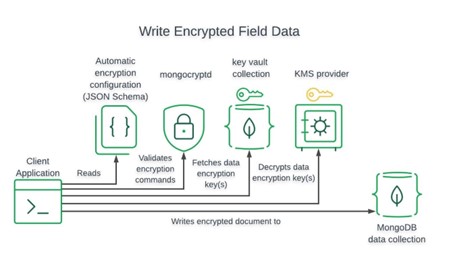 Write Encrypted Field Data
Automatic
encryption
configuration
(JSON Schema)
mongocryptd
key vault
collection
KMS provider
{ }
Client
Application
>_
Reads
Validates
encryption
commands
Fetches data
encryption
key(s)
Decrypts data
encryption key(s)
Writes encrypted document to
MongoDB
data collection